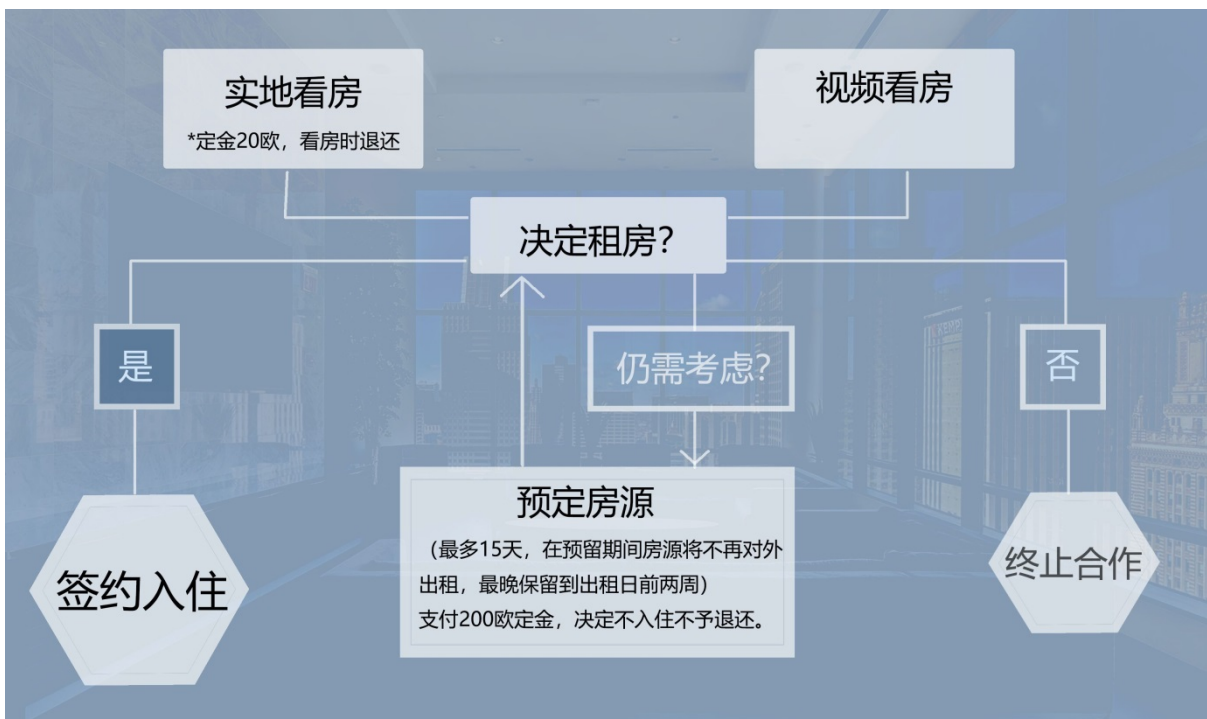 实地看房
*定金20欧，看房时退还
视频看房
决定租房?
是
仍需考虑?
否
预定房源
（最多15天，在预留期间房源将不再对外
出租，最晚保留到出租日前两周）
支付200欧定金，决定不入住不予退还。
签约入住
终止合作